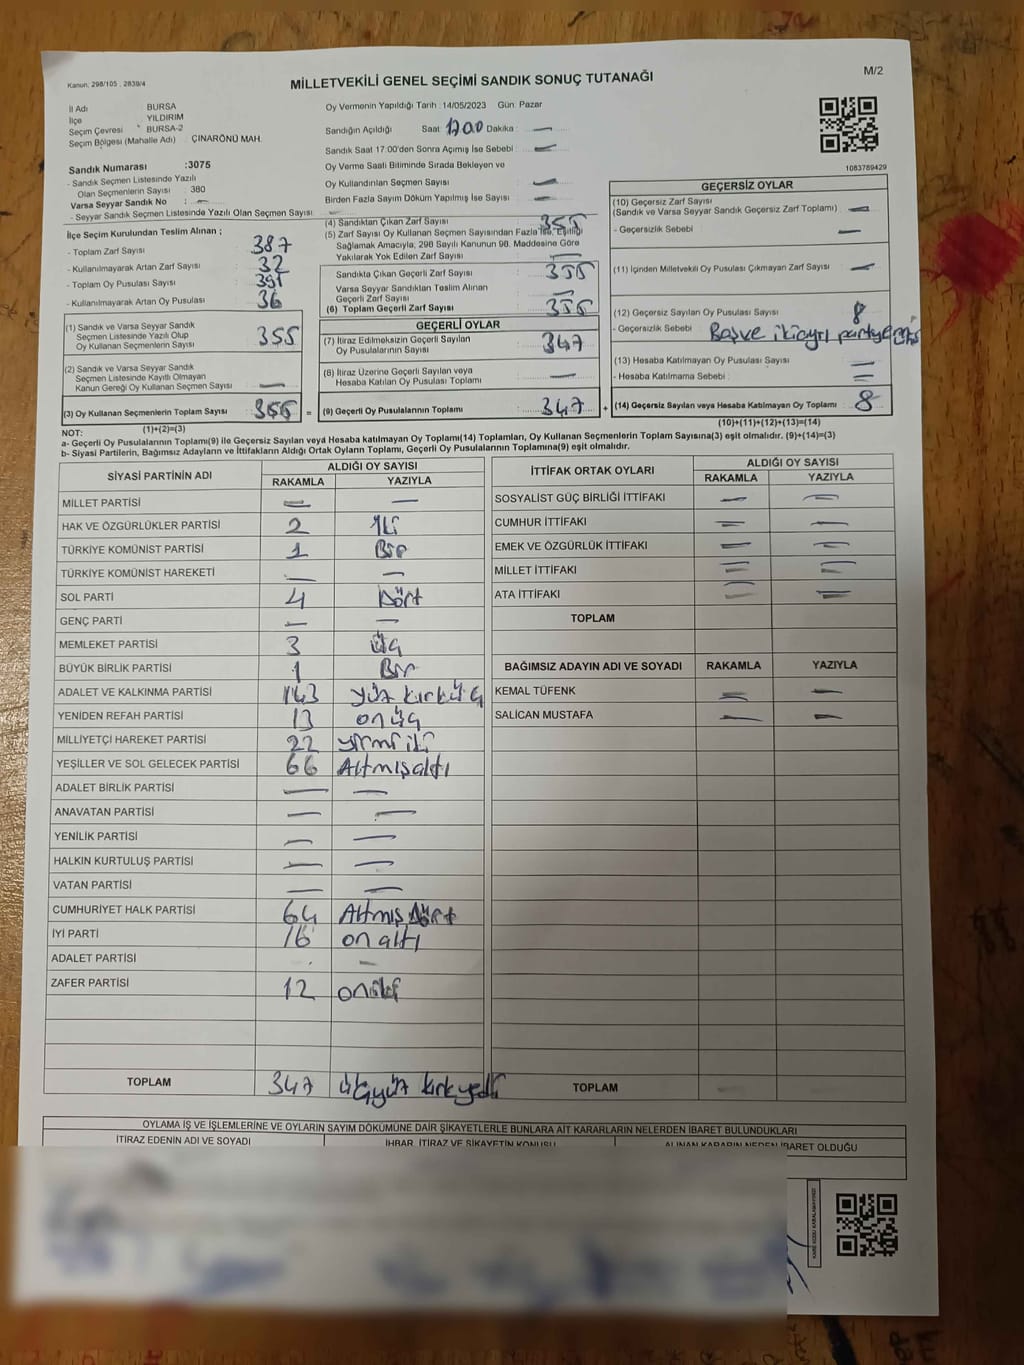 Kanun: 298/105 : 2839/4
MİLLETVEKİLİ GENEL SEÇİMİ SANDIK SONUÇ TUTANAĞI
M/2
İl Adı : BURSA
İlçe : YILDIRIM
Seçim Çevresi : BURSA-2
Seçim Bölgesi (Mahalle Adı) : ÇINARÖNÜ MAH.
Sandık Numarası :3075
- Sandık Seçmen Listesinde Yazılı
Olan Seçmenlerin Sayısı : 380
Varsa Seyyar Sandık No : —
- Seyyar Sandık Seçmen Listesinde Yazılı Olan Seçmen Sayısı : —
Oy Vermenin Yapıldığı Tarih :14/05/2023 Gün: Pazar
Sandığın Açıldığı Saat 17.00 Dakika : —
Sandık Saat 17:00'den Sonra Açılmış İse Sebebi : —
Oy Verme Saati Bitiminde Sırada Bekleyen ve
Oy Kullandırılan Seçmen Sayısı : —
Birden Fazla Sayım Döküm Yapılmış İse Sayısı : —
1083789429
İlçe Seçim Kurulundan Teslim Alınan ;
- Toplam Zarf Sayısı : 387
- Kullanılmayarak Artan Zarf Sayısı : 32
- Toplam Oy Pusulası Sayısı : 391
- Kullanılmayarak Artan Oy Pusulası : 36
(1) Sandık ve Varsa Seyyar Sandık
Seçmen Listesinde Yazılı Olup
Oy Kullanan Seçmenlerin Sayısı : 355
(2) Sandık ve Varsa Seyyar Sandık
Seçmen Listesinde Kayıtlı Olmayan
Kanun Gereği Oy Kullanan Seçmen Sayısı : —
(3) Oy Kullanan Seçmenlerin Toplam Sayısı : 355 =
(1)+(2)=(3)
(4) Sandıktan Çıkan Zarf Sayısı : 355
(5) Zarf Sayısı Oy Kullanan Seçmen Sayısından Fazla İse, Eşitliği
Sağlamak Amacıyla, 298 Sayılı Kanunun 98. Maddesine Göre
Yakılarak Yok Edilen Zarf Sayısı : —
Sandıkta Çıkan Geçerli Zarf Sayısı : 355
Varsa Seyyar Sandıktan Teslim Alınan
Geçerli Zarf Sayısı : —
(6) Toplam Geçerli Zarf Sayısı : 355
GEÇERLİ OYLAR
(7) İtiraz Edilmeksizin Geçerli Sayılan
Oy Pusulalarının Sayısı : 347
(8) İtiraz Üzerine Geçerli Sayılan veya
Hesaba Katılan Oy Pusulası Toplamı : —
(9) Geçerli Oy Pusulalarının Toplamı : 347 +
GEÇERSİZ OYLAR
(10) Geçersiz Zarf Sayısı
(Sandık ve Varsa Seyyar Sandık Geçersiz Zarf Toplamı) : —
- Geçersizlik Sebebi : —
(11) İçinden Milletvekili Oy Pusulası Çıkmayan Zarf Sayısı : —
(12) Geçersiz Sayılan Oy Pusulası Sayısı : 8
- Geçersizlik Sebebi : Boş ve iki ayrı partiye
(13) Hesaba Katılmayan Oy Pusulası Sayısı : —
- Hesaba Katılmama Sebebi : —
(14) Geçersiz Sayılan veya Hesaba Katılmayan Oy Toplamı : 8
(10)+(11)+(12)+(13)=(14)
NOT:
a- Geçerli Oy Pusulalarının Toplamı(9) ile Geçersiz Sayılan veya Hesaba katılmayan Oy Toplamı(14) Toplamları, Oy Kullanan Seçmenlerin Toplam Sayısına(3) eşit olmalıdır. (9)+(14)=(3)
b- Siyasi Partilerin, Bağımsız Adayların ve İttifakların Aldığı Ortak Oyların Toplamı, Geçerli Oy Pusulalarının Toplamına(9) eşit olmalıdır.
SİYASİ PARTİNİN ADI ALDIĞI OY SAYISI
RAKAMLA YAZIYLA
MİLLET PARTİSİ — —
HAK VE ÖZGÜRLÜKLER PARTİSİ 2 İki
TÜRKİYE KOMÜNİST PARTİSİ 1 Bir
TÜRKİYE KOMÜNİST HAREKETİ — —
SOL PARTİ 4 Dört
GENÇ PARTİ — —
MEMLEKET PARTİSİ 3 Üç
BÜYÜK BİRLİK PARTİSİ 1 Bir
ADALET VE KALKINMA PARTİSİ 143 yüz kırk üç
YENİDEN REFAH PARTİSİ 13 on üç
MİLLİYETÇİ HAREKET PARTİSİ 22 yirmi iki
YEŞİLLER VE SOL GELECEK PARTİSİ 66 Altmış altı
ADALET BİRLİK PARTİSİ — —
ANAVATAN PARTİSİ — —
YENİLİK PARTİSİ — —
HALKIN KURTULUŞ PARTİSİ — —
VATAN PARTİSİ — —
CUMHURİYET HALK PARTİSİ 64 Altmış dört
İYİ PARTİ 16 on altı
ADALET PARTİSİ —
ZAFER PARTİSİ 12 on iki
TOPLAM 347 üçyüz kırk yedi
İTTİFAK ORTAK OYLARI ALDIĞI OY SAYISI
RAKAMLA YAZIYLA
SOSYALİST GÜÇ BİRLİĞİ İTTİFAKI — —
CUMHUR İTTİFAKI — —
EMEK VE ÖZGÜRLÜK İTTİFAKI — —
MİLLET İTTİFAKI — —
ATA İTTİFAKI — —
TOPLAM
BAĞIMSIZ ADAYIN ADI VE SOYADI RAKAMLA YAZIYLA
KEMAL TÜFENK — —
SALİCAN MUSTAFA — —
TOPLAM
OYLAMA İŞ VE İŞLEMLERİNE VE OYLARIN SAYIM DÖKÜMÜNE DAİR ŞİKAYETLERLE BUNLARA AİT KARARLARIN NELERDEN İBARET BULUNDUKLARI
İTİRAZ EDENİN ADI VE SOYADI İHBAR, İTİRAZ VE ŞİKAYETİN KONUSU ALINAN KARARIN NEDEN İBARET OLDUĞU
KARE KODU KARALAMAYINIZ!